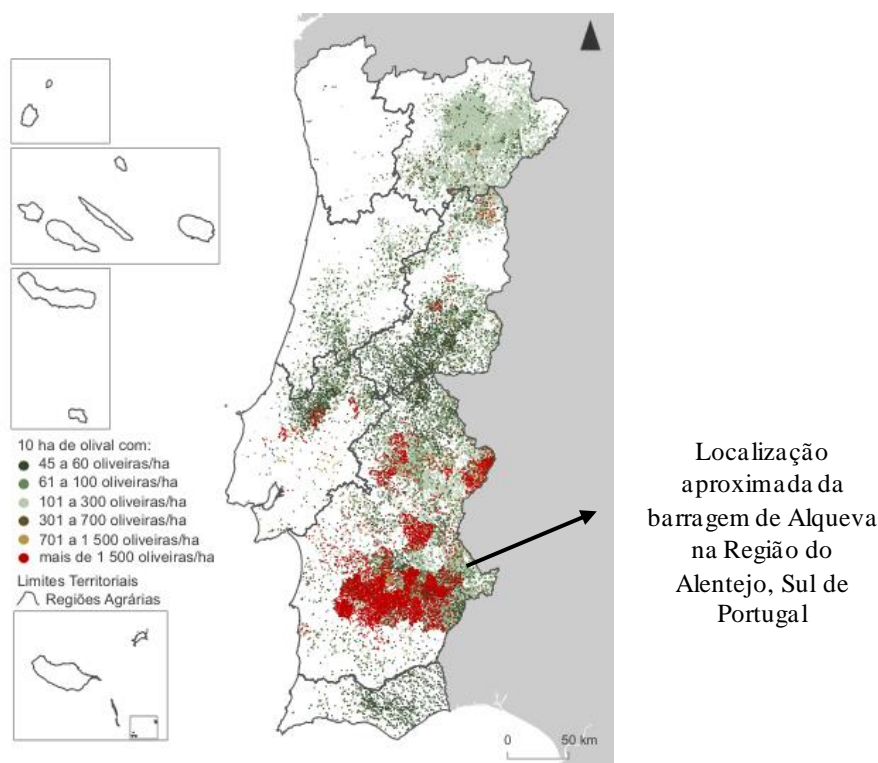 10 ha de olival com:
45 a 60 oliveiras/ha
61 a 100 oliveiras/ha
101 a 300 oliveiras/ha
301 a 700 oliveiras/ha
701 a 1 500 oliveiras/ha
mais de 1 500 oliveiras/ha
Limites Territoriais
Regiões Agrárias
0 50 km
Localização
aproximada da
barragem de Alqueva
na Região do
Alentejo, Sul de
Portugal